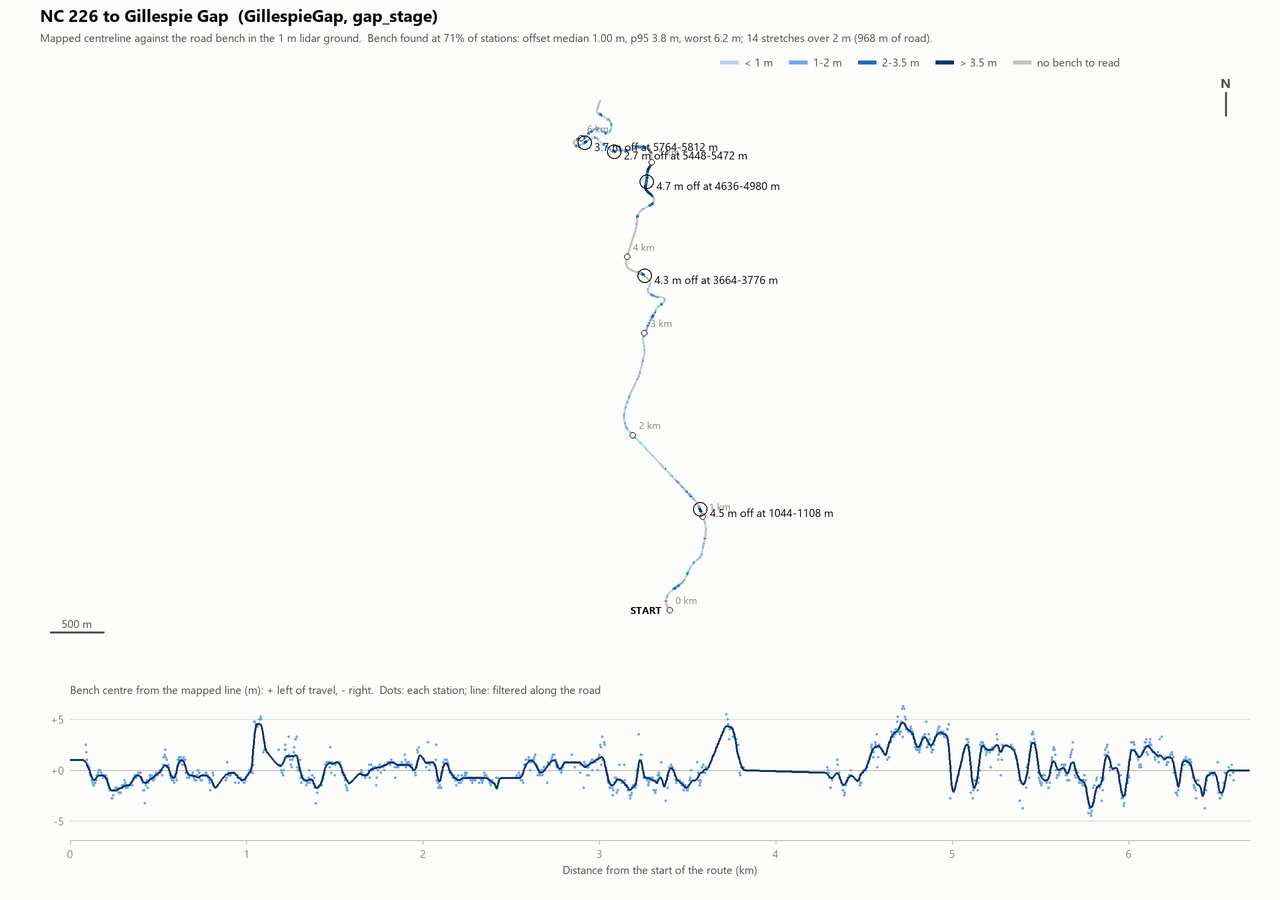 NC 226 to Gillespie Gap (GillespieGap, gap_stage)
Mapped centreline against the road bench in the 1 m lidar ground. Bench found at 71% of stations: offset median 1.00 m, p95 3.8 m, worst 6.2 m; 14 stretches over 2 m (968 m of road).
< 1 m 1-2 m 2-3.5 m > 3.5 m no bench to read
N
6 km
3.7 m off at 5764-5812 m
2.7 m off at 5448-5472 m
4.7 m off at 4636-4980 m
4 km
4.3 m off at 3664-3776 m
3 km
2 km
1 km
4.5 m off at 1044-1108 m
0 km
START
500 m
Bench centre from the mapped line (m): + left of travel, - right. Dots: each station; line: filtered along the road
+5
+0
-5
0 1 2 3 4 5 6
Distance from the start of the route (km)